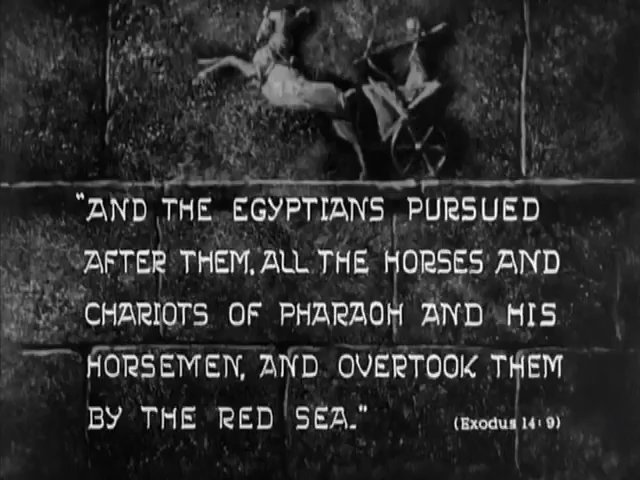 "AND THE EGYPTIANS PURSUED
AFTER THEM, ALL THE HORSES AND
CHARIOTS OF PHARAOH AND HIS
HORSEMEN, AND OVERTOOK THEM
BY THE RED SEA."
(Exodus 14:9)